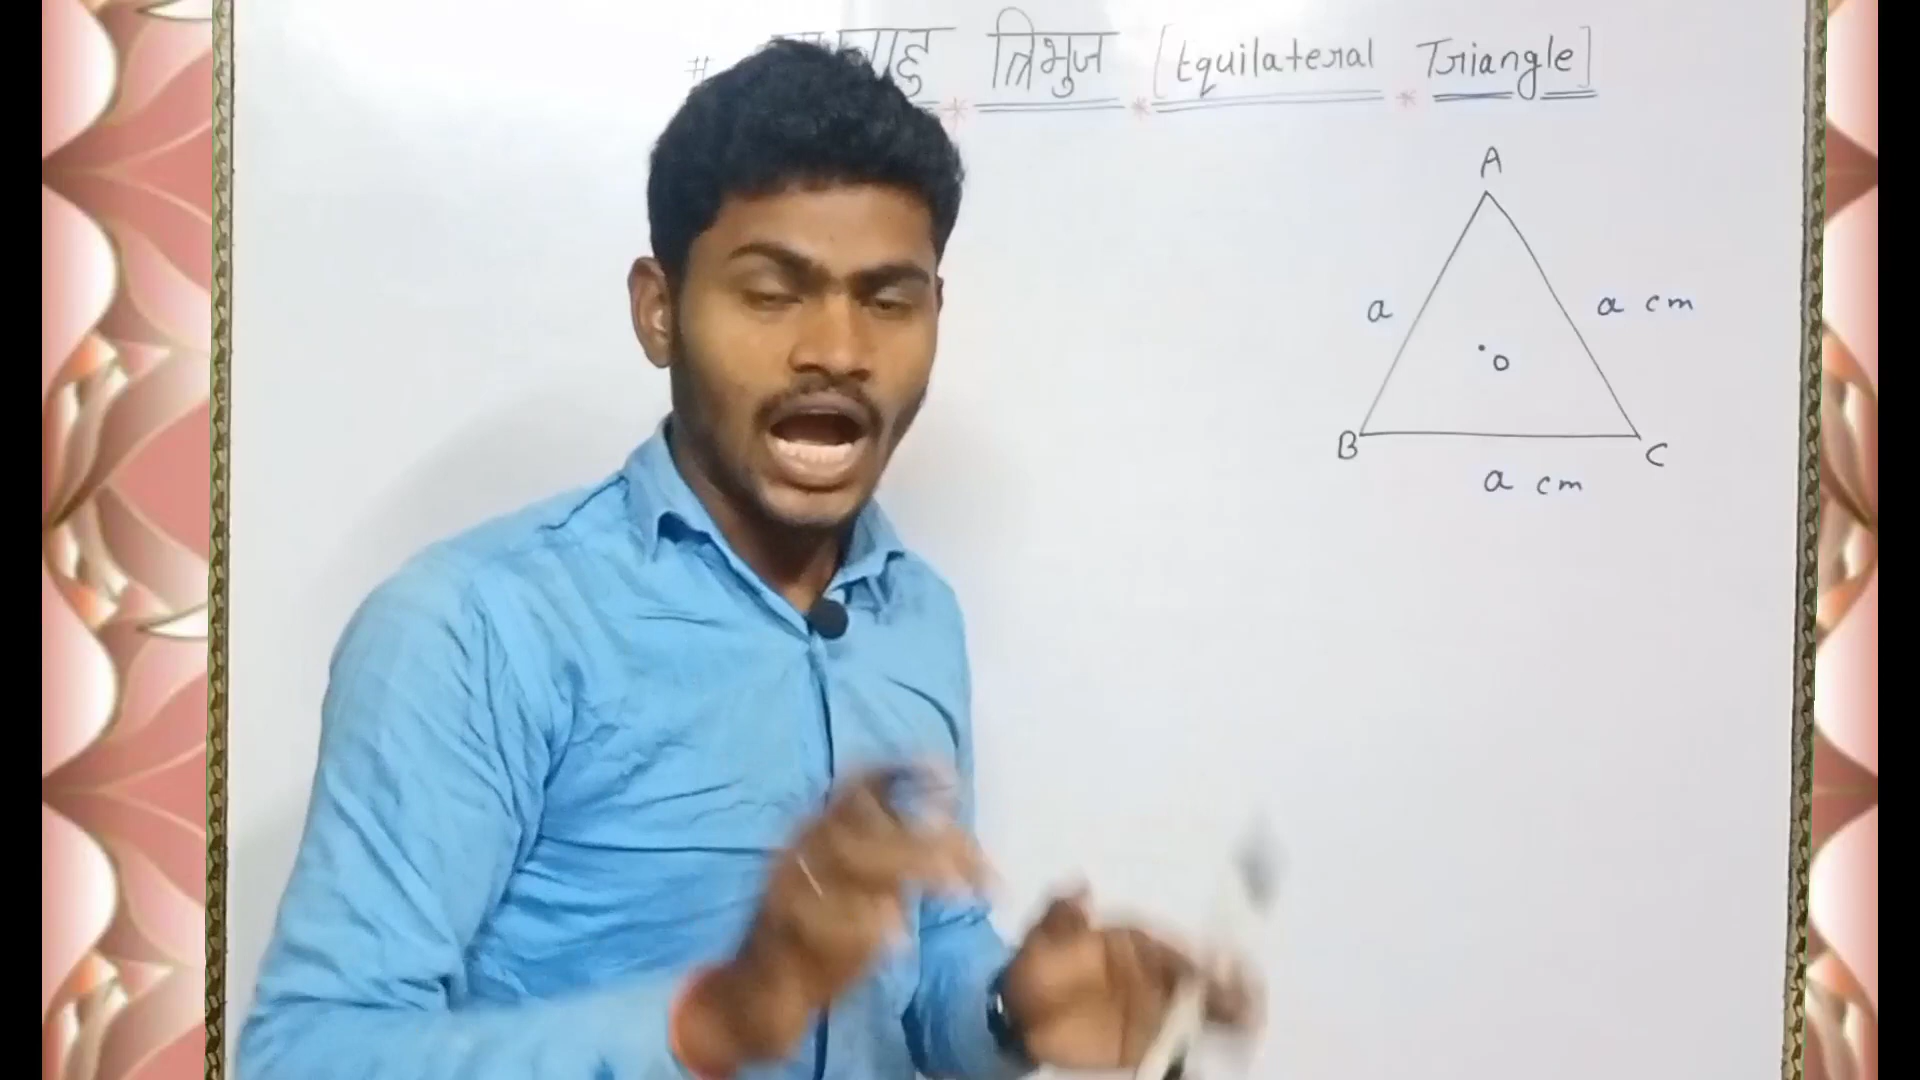 # त्रिभुज [Equilateral Triangle]
A
a
a cm
O
B
C
a cm